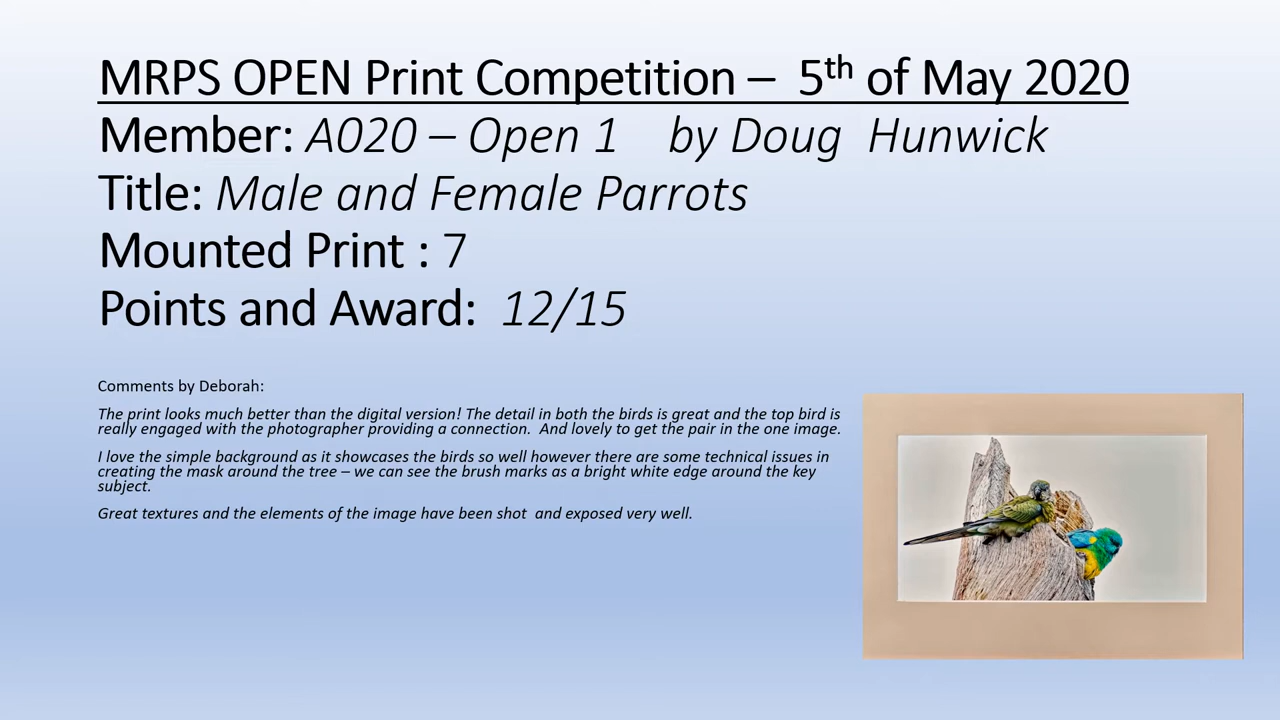 MRPS OPEN Print Competition – 5th of May 2020
Member: A020 – Open 1 by Doug Hunwick
Title: Male and Female Parrots
Mounted Print : 7
Points and Award: 12/15
Comments by Deborah:
The print looks much better than the digital version! The detail in both the birds is great and the top bird is
really engaged with the photographer providing a connection. And lovely to get the pair in the one image.
I love the simple background as it showcases the birds so well however there are some technical issues in
creating the mask around the tree – we can see the brush marks as a bright white edge around the key
subject.
Great textures and the elements of the image have been shot and exposed very well.